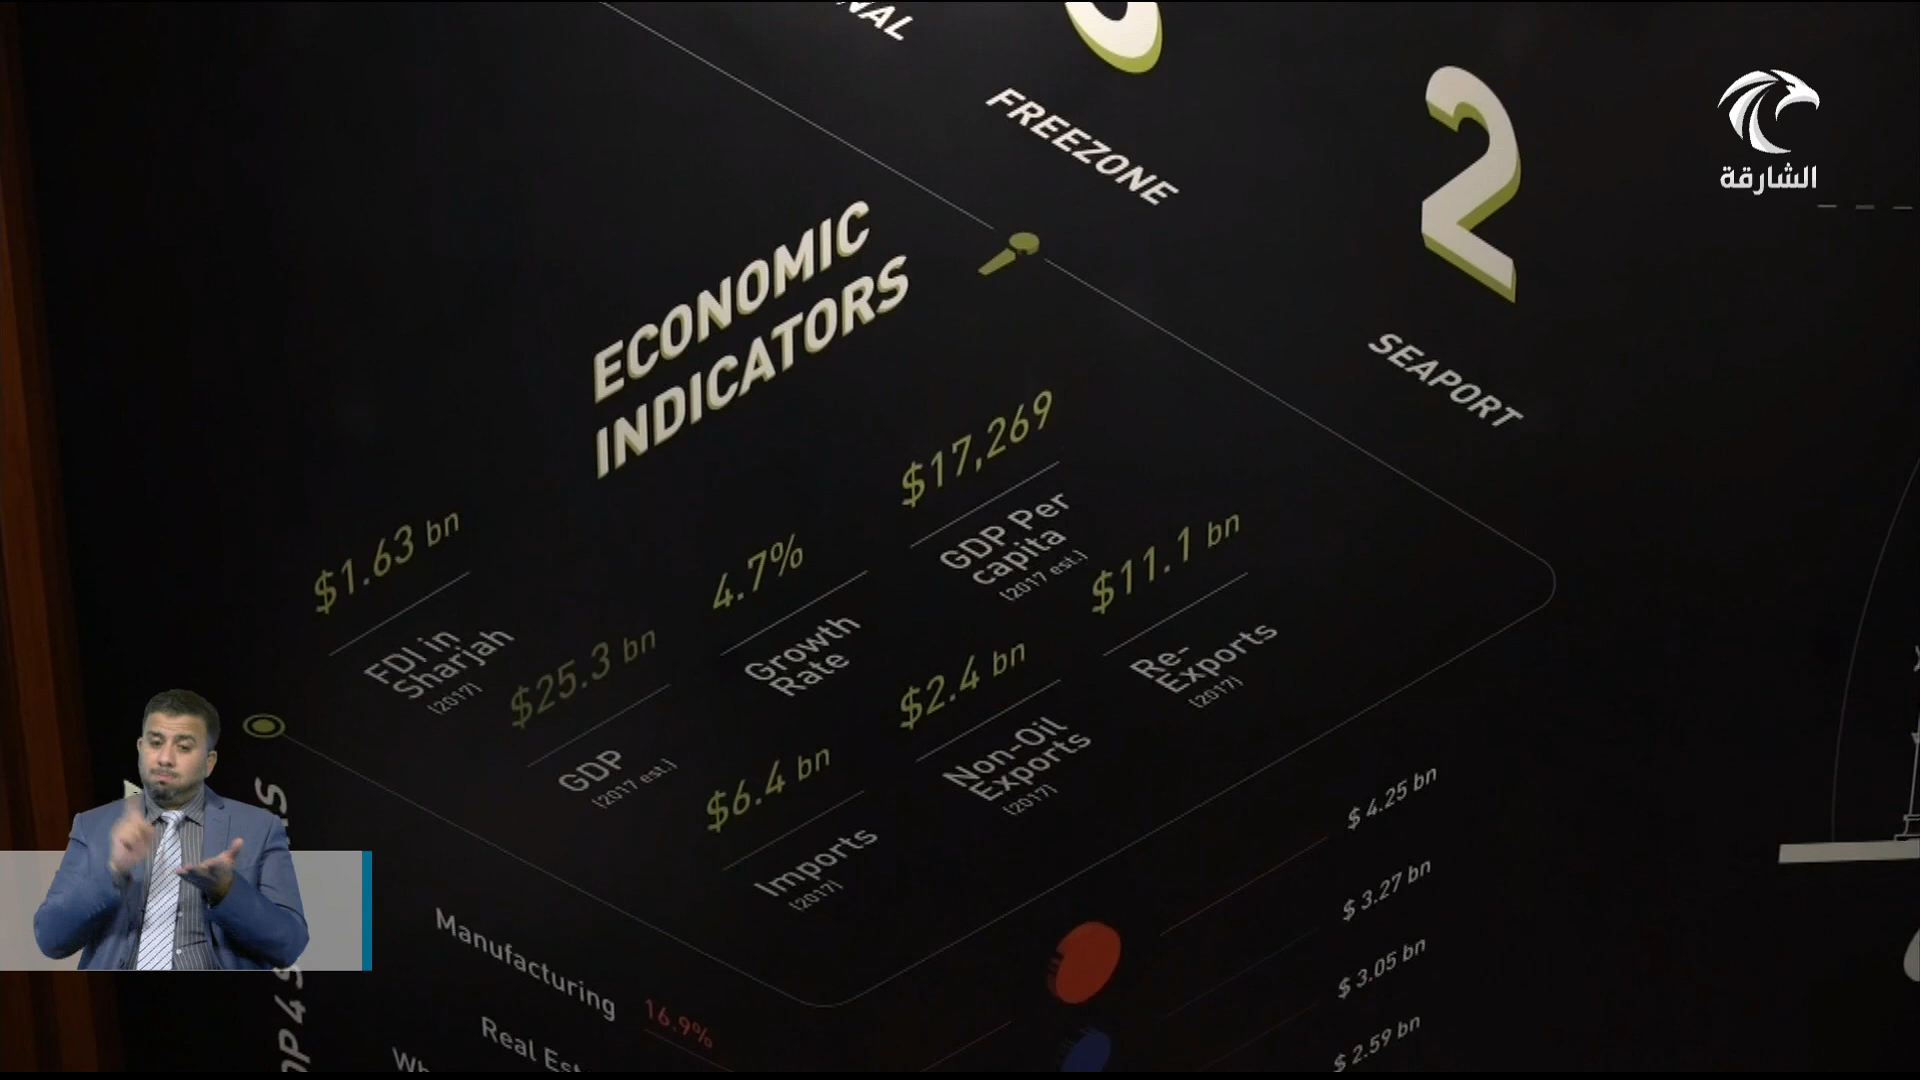 FREEZONE
2
SEAPORT
الشارقة
ECONOMIC
INDICATORS
$1.63 bn
FDI in
Sharjah
(2017)
$25.3 bn
GDP
(2017 est.)
4.7%
Growth
Rate
$17,269
GDP Per
capita
(2017 est.)
$6.4 bn
Imports
(2017)
$2.4 bn
Non-Oil
Exports
(2017)
$11.1 bn
Re-
Exports
(2017)
Manufacturing 16.9%
$ 4.25 bn
Real
$ 3.27 bn
$ 3.05 bn
$ 2.59 bn